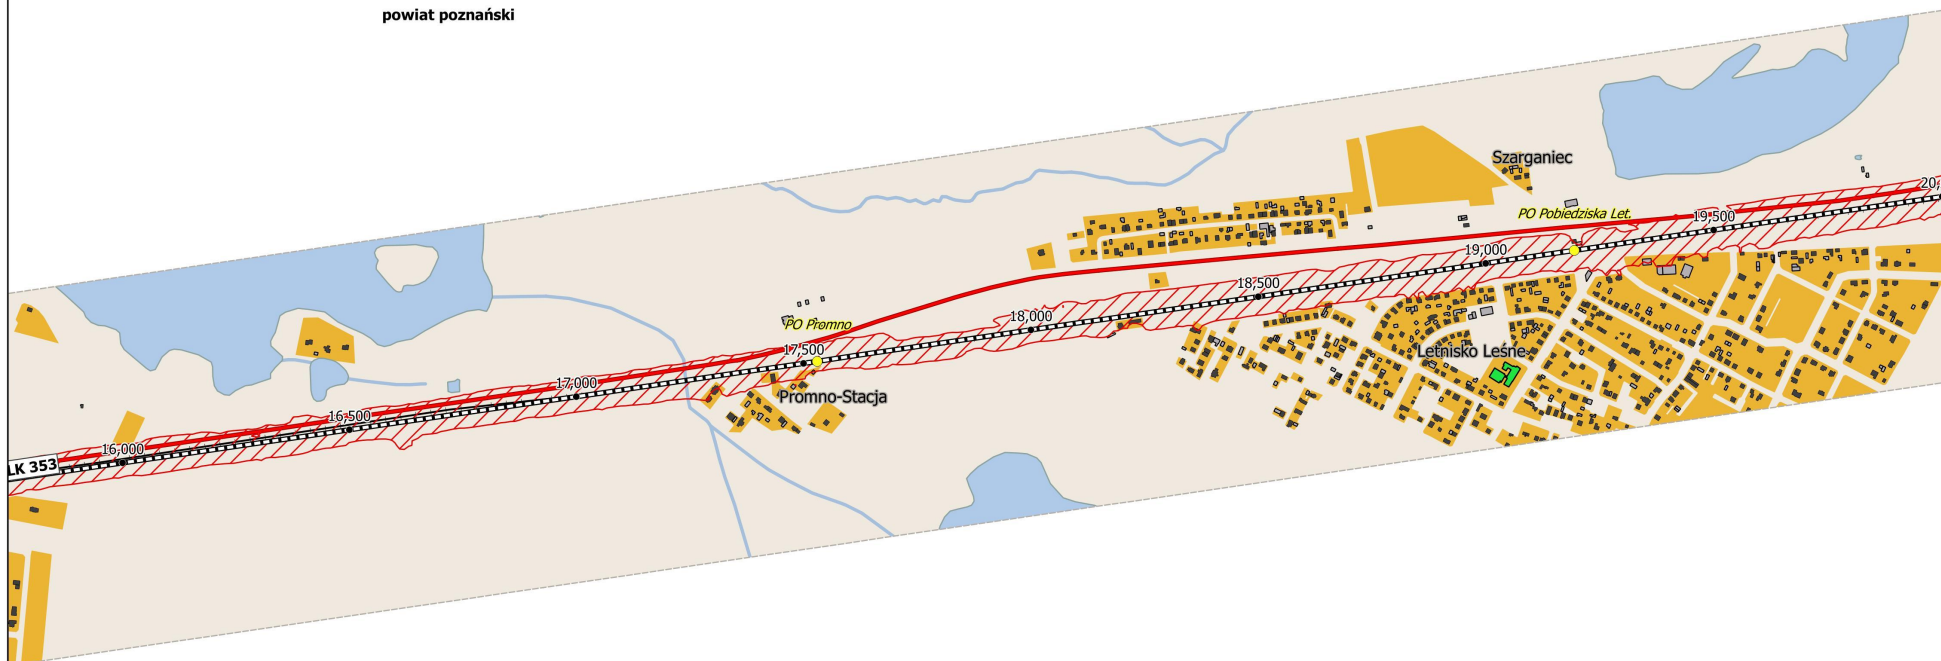 powiat poznański
Szarganiec
20,
PO Pobiedziska Let.
19,500
19,000
18,500
18,000
PO Promno
17,500
Letnisko Leśne
17,000
Promno-Stacja
16,500
16,000
LK 353